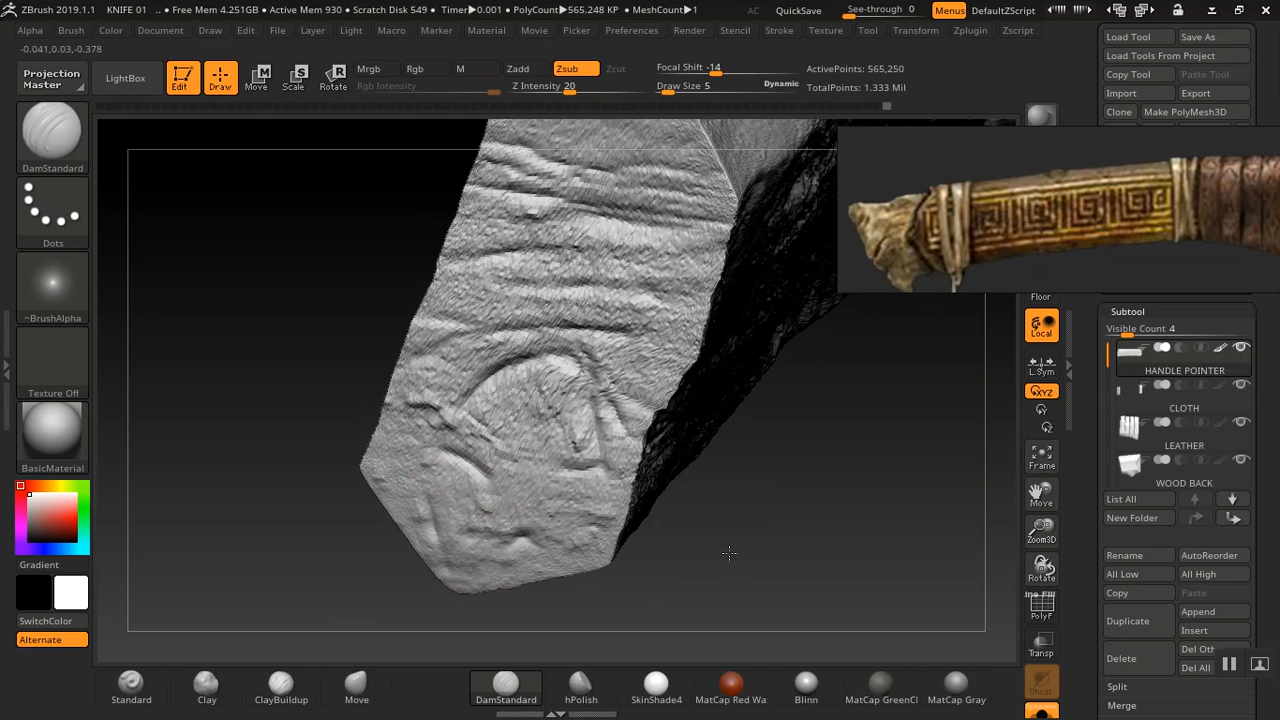 ZBrush 2019.1.1 KNIFE 01 .. • Free Mem 4.251GB • Active Mem 930 • Scratch Disk 549 • Timer▶0.001 • PolyCount▶565.248 KP • MeshCount▶1 AC QuickSave See-through 0 Menus DefaultZScript
Alpha Brush Color Document Draw Edit File Layer Light Macro Marker Material Movie Picker Preferences Render Stencil Stroke Texture Tool Transform Zplugin Zscript
-0.041,0.03,-0.378
Projection Master LightBox Edit Draw Move Scale Rotate
Mrgb Rgb M Zadd Zsub Zcut Focal Shift -14 ActivePoints: 565,250
Rgb Intensity Z Intensity 20 Draw Size 5 Dynamic TotalPoints: 1.333 Mil
Load Tool Save As
Load Tools From Project
Copy Tool Paste Tool
Import Export
Clone Make PolyMesh3D
DamStandard
Dots
~BrushAlpha
Texture Off
BasicMaterial
Gradient
SwitchColor
Alternate
Floor
Local
L.Sym
XYZ
Y
Z
Frame
Move
Zoom3D
Rotate
Line Fill
PolyF
Transp
Ghost
Subtool
Visible Count 4
HANDLE POINTER
CLOTH
LEATHER
WOOD BACK
List All
New Folder
Rename AutoReorder
All Low All High
Copy Paste
Duplicate Append
Insert
Delete Del Oth
Del All
Split
Merge
Standard Clay ClayBuildup Move DamStandard hPolish SkinShade4 MatCap Red Wa: Blinn MatCap GreenCl MatCap Gray